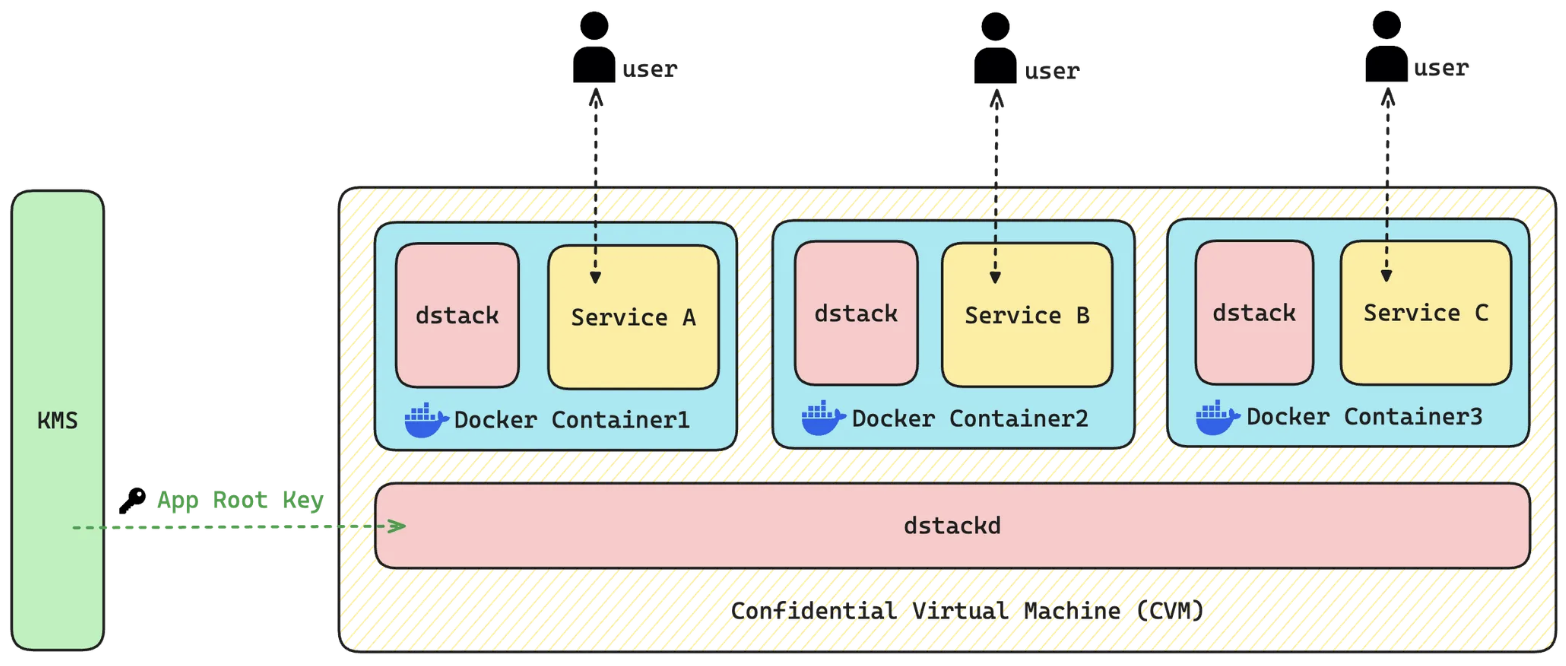 user
user
user
dstack
Service A
dstack
Service B
dstack
Service C
Docker Container1
Docker Container2
Docker Container3
KMS
App Root Key
dstackd
Confidential Virtual Machine (CVM)